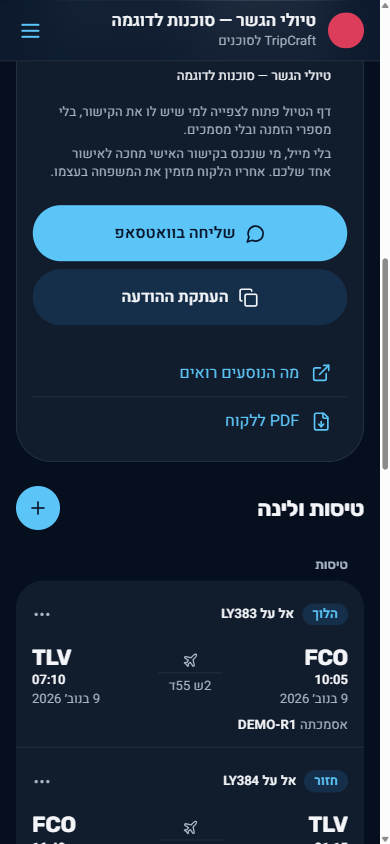 טיולי הגשר — סוכנות לדוגמה
TripCraft לסוכנים
טיולי הגשר — סוכנות לדוגמה
דף הטיול פתוח לצפייה למי שיש לו את הקישור, בלי
מספרי הזמנה ובלי מסמכים.
בלי מייל, מי שנכנס בקישור האישי מחכה לאישור
אחד שלכם. אחריו הלקוח מזמין את המשפחה בעצמו.
שליחה בוואטסאפ
העתקת ההודעה
מה הנוסעים רואים
PDF ללקוח
טיסות ולינה
טיסות
הלוך אל על LY383
FCO TLV
10:05 07:10
2ש 55ד
9 בנוב׳ 2026 9 בנוב׳ 2026
אסמכתה DEMO-R1
חזור אל על LY384
TLV FCO